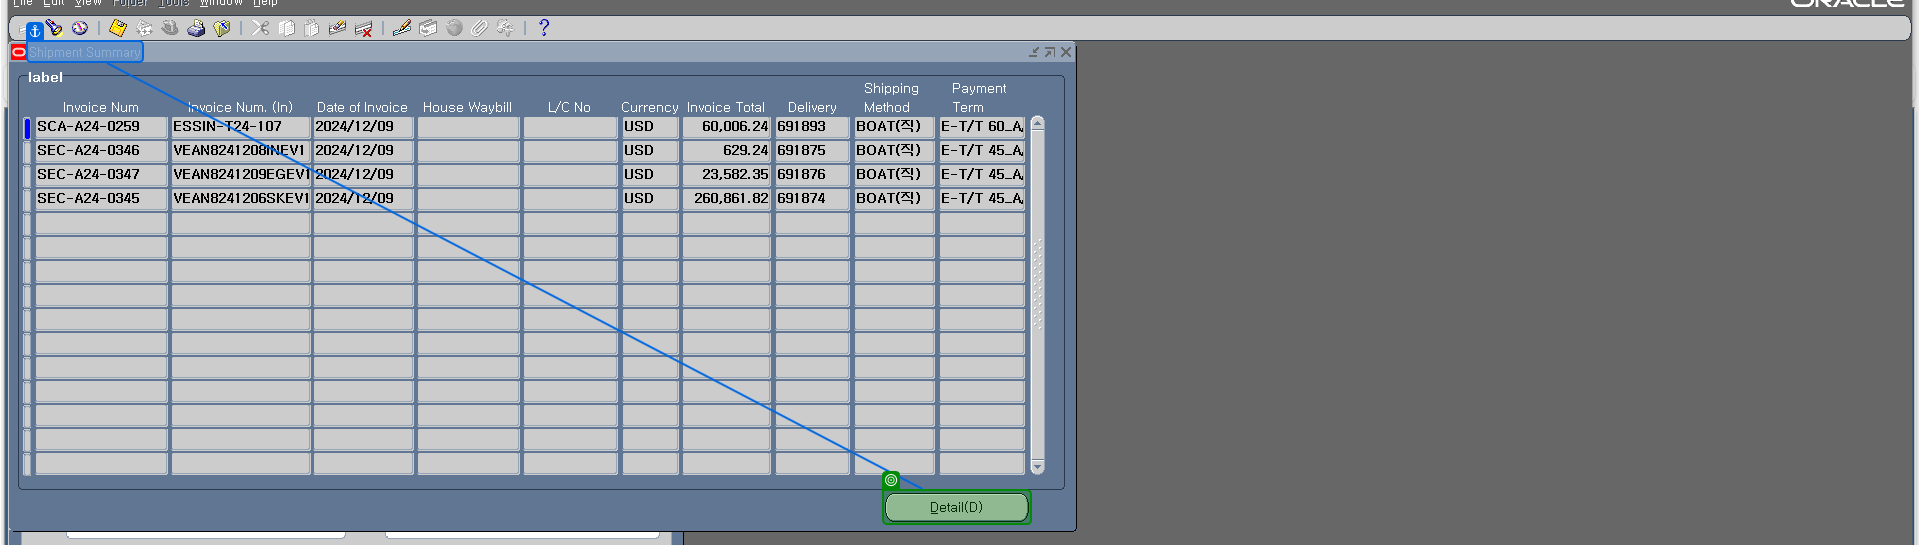 File Edit View Folder Tools Window Help
ORACLE
Shipment Summary
label
Invoice Num Invoice Num. (In) Date of Invoice House Waybill L/C No Currency Invoice Total Delivery Shipping Method Payment Term
SCA-A24-0259 ESSIN-T24-107 2024/12/09 USD 60,006.24 691893 BOAT(직) E-T/T 60_A
SEC-A24-0346 VEAN8241208INEV1 2024/12/09 USD 629.24 691875 BOAT(직) E-T/T 45_A
SEC-A24-0347 VEAN8241209EGEV1 2024/12/09 USD 23,582.35 691876 BOAT(직) E-T/T 45_A
SEC-A24-0345 VEAN8241206SKEV1 2024/12/09 USD 260,861.82 691874 BOAT(직) E-T/T 45_A
Detail(D)